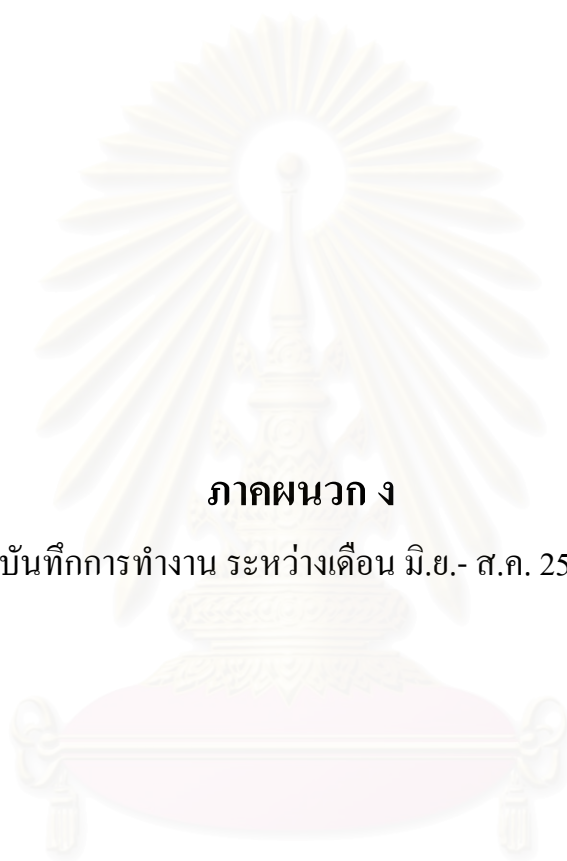 ภาคผนวก ง
บันทึกการทำงาน ระหว่างเดือน มิ.ย.- ส.ค. 25